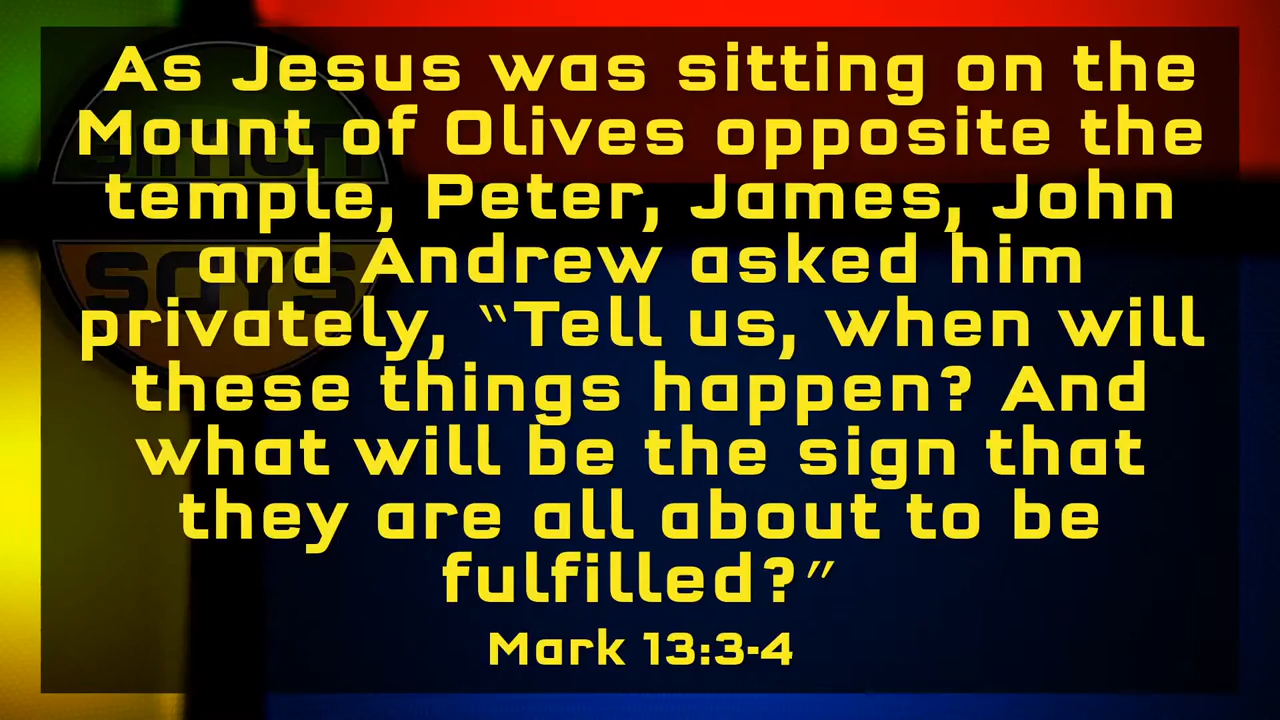 As Jesus was sitting on the
Mount of Olives opposite the
temple, Peter, James, John
and Andrew asked him
privately, “Tell us, when will
these things happen? And
what will be the sign that
they are all about to be
fulfilled?”
Mark 13:3-4
SIMON
SAYS